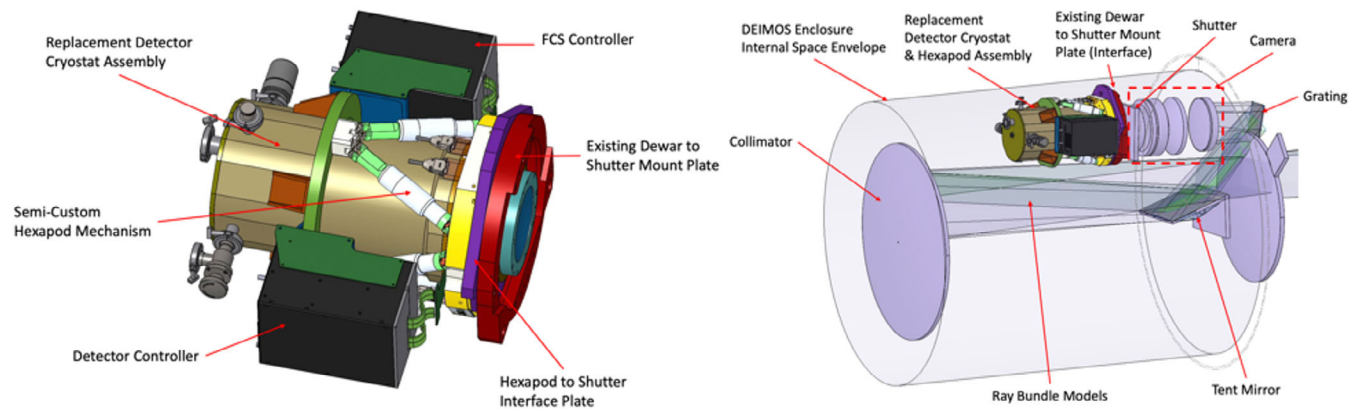 Replacement Detector
Cryostat Assembly
FCS Controller
Existing Dewar to
Shutter Mount Plate
Semi-Custom
Hexapod Mechanism
Detector Controller
Hexapod to Shutter
Interface Plate
DEIMOS Enclosure
Internal Space Envelope
Replacement
Detector Cryostat
& Hexapod Assembly
Existing Dewar
to Shutter Mount
Plate (Interface)
Shutter
Camera
Grating
Collimator
Ray Bundle Models
Tent Mirror